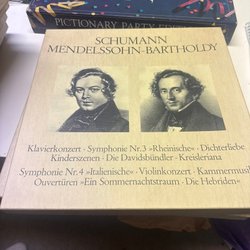 PICTIONARY PARTY EDITION
SCHUMANN
MENDELSSOHN-BARTHOLDY
Klavierkonzert · Symphonie Nr. 3 »Rheinische« · Dichterliebe
Kinderszenen · Die Davidsbündler · Kreisleriana
Symphonie Nr. 4 »Italienische« · Violinkonzert · Kammermusik
Ouvertüren »Ein Sommernachtstraum · Die Hebriden«